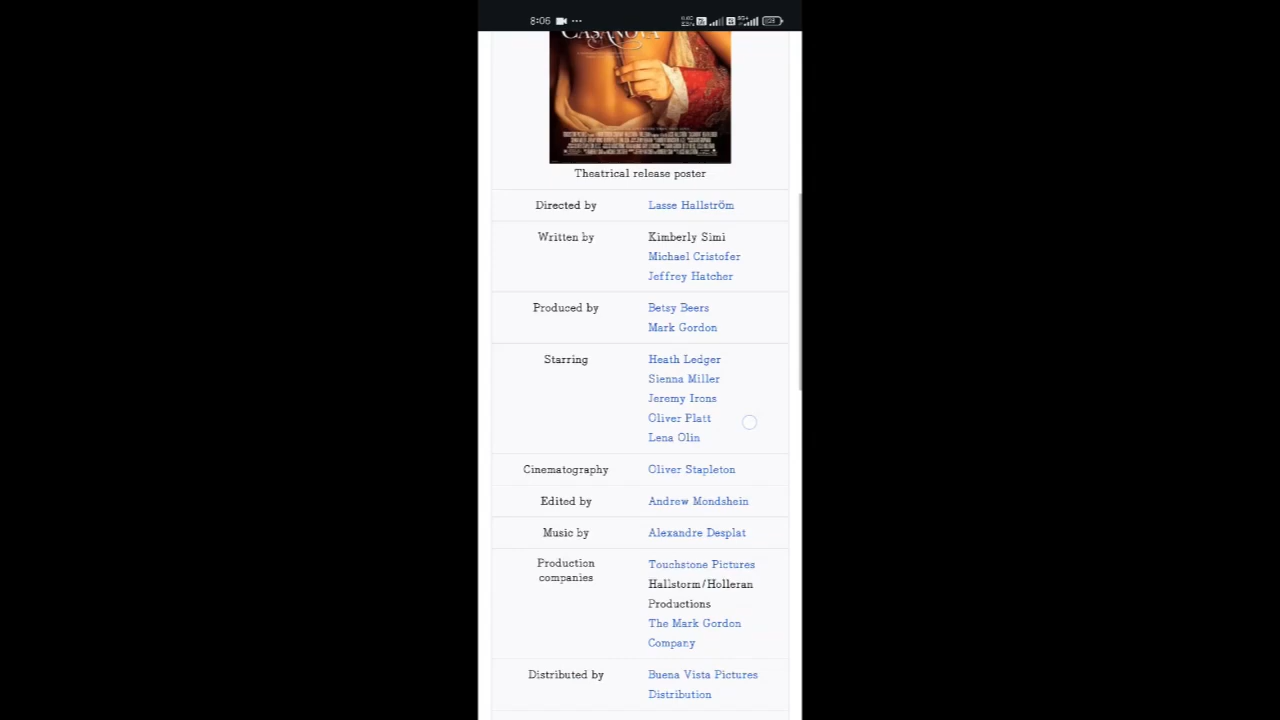 8:06
CASANOVA
Theatrical release poster
Directed by
Lasse Hallström
Written by
Kimberly Simi
Michael Cristofer
Jeffrey Hatcher
Produced by
Betsy Beers
Mark Gordon
Starring
Heath Ledger
Sienna Miller
Jeremy Irons
Oliver Platt
Lena Olin
Cinematography
Oliver Stapleton
Edited by
Andrew Mondshein
Music by
Alexandre Desplat
Production
companies
Touchstone Pictures
Hallstorm/Holleran
Productions
The Mark Gordon
Company
Distributed by
Buena Vista Pictures
Distribution